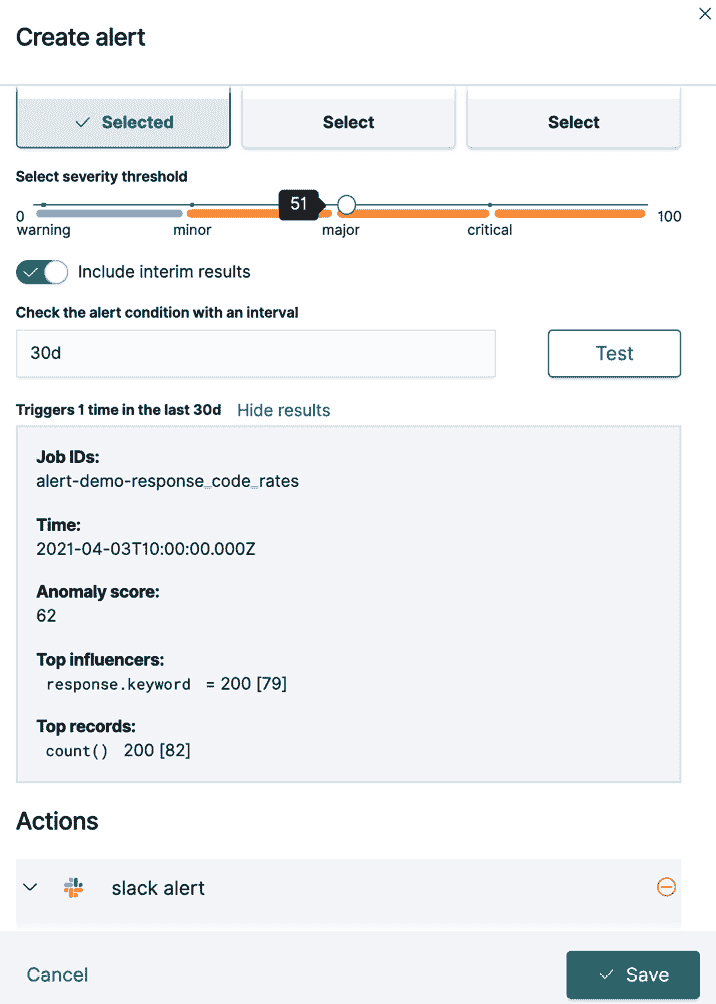 Create alert
Selected
Select
Select
Select severity threshold
51
0
100
warning
minor
major
critical
Include interim results
Check the alert condition with an interval
30d
Test
Triggers 1 time in the last 30d Hide results
Job IDs:
alert-demo-response_code_rates
Time:
2021-04-03T10:00:00.000Z
Anomaly score:
62
Top influencers:
response.keyword = 200 [79]
Top records:
count() 200 [82]
Actions
slack alert
Cancel
Save